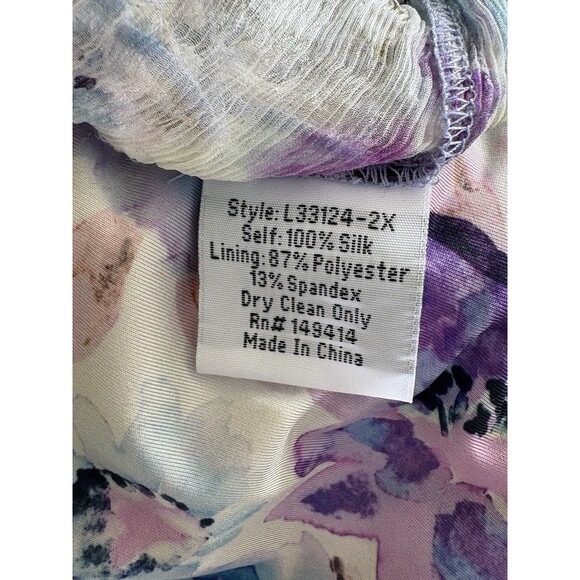 Style: L33124-2X
Self: 100% Silk
Lining: 87% Polyester
13% Spandex
Dry Clean Only
Rn# 149414
Made In China